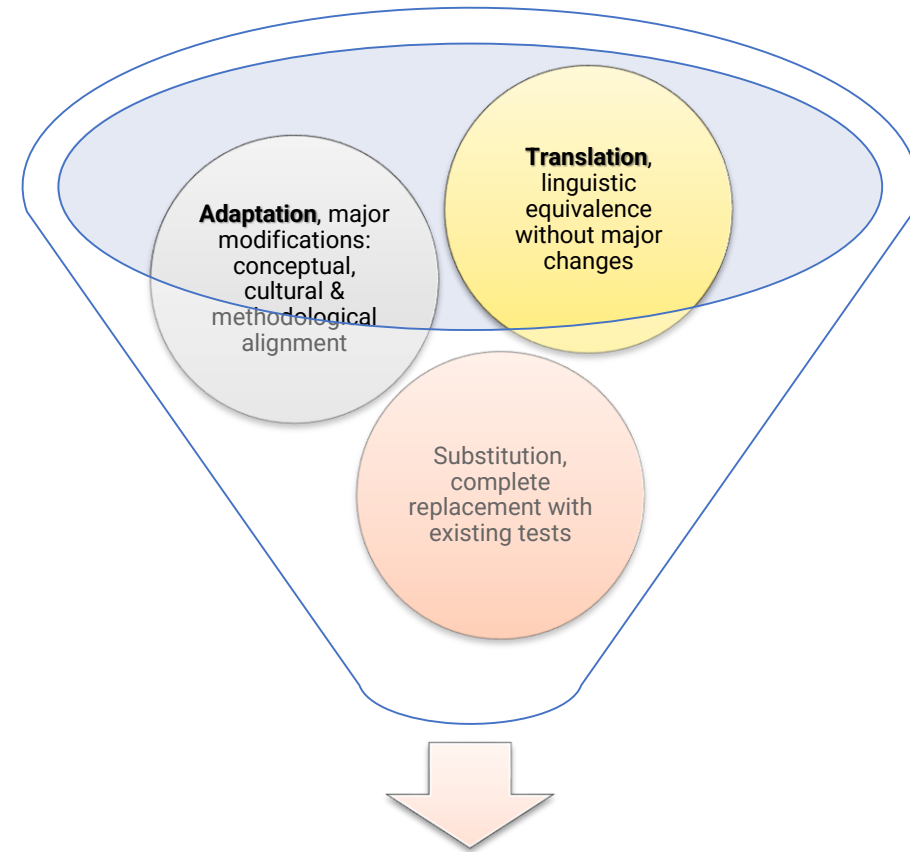 Translation,
linguistic
equivalence
without major
changes
Adaptation, major
modifications:
conceptual,
cultural &
methodological
alignment
Substitution,
complete
replacement with
existing tests